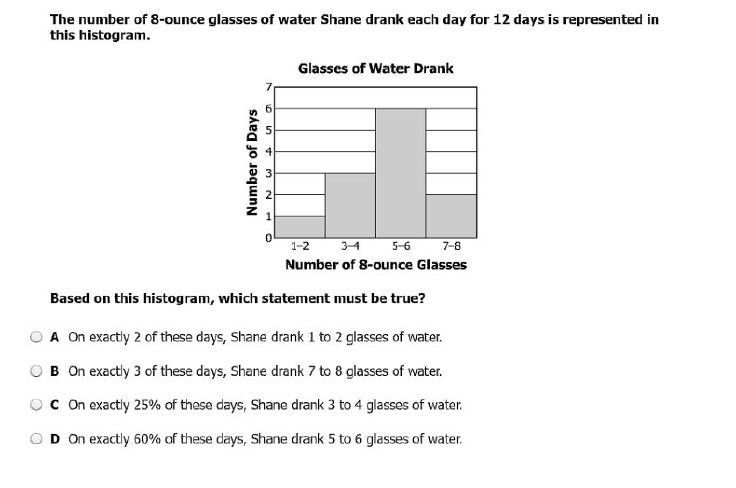 The number of 8-ounce glasses of water Shane drank each day for 12 days is represented in
this histogram.
Glasses of Water Drank
Number of Days
7
6
5
4
3
2
1
0
1–2 3–4 5–6 7–8
Number of 8-ounce Glasses
Based on this histogram, which statement must be true?
A On exactly 2 of these days, Shane drank 1 to 2 glasses of water.
B On exactly 3 of these days, Shane drank 7 to 8 glasses of water.
C On exactly 25% of these days, Shane drank 3 to 4 glasses of water.
D On exactly 60% of these days, Shane drank 5 to 6 glasses of water.